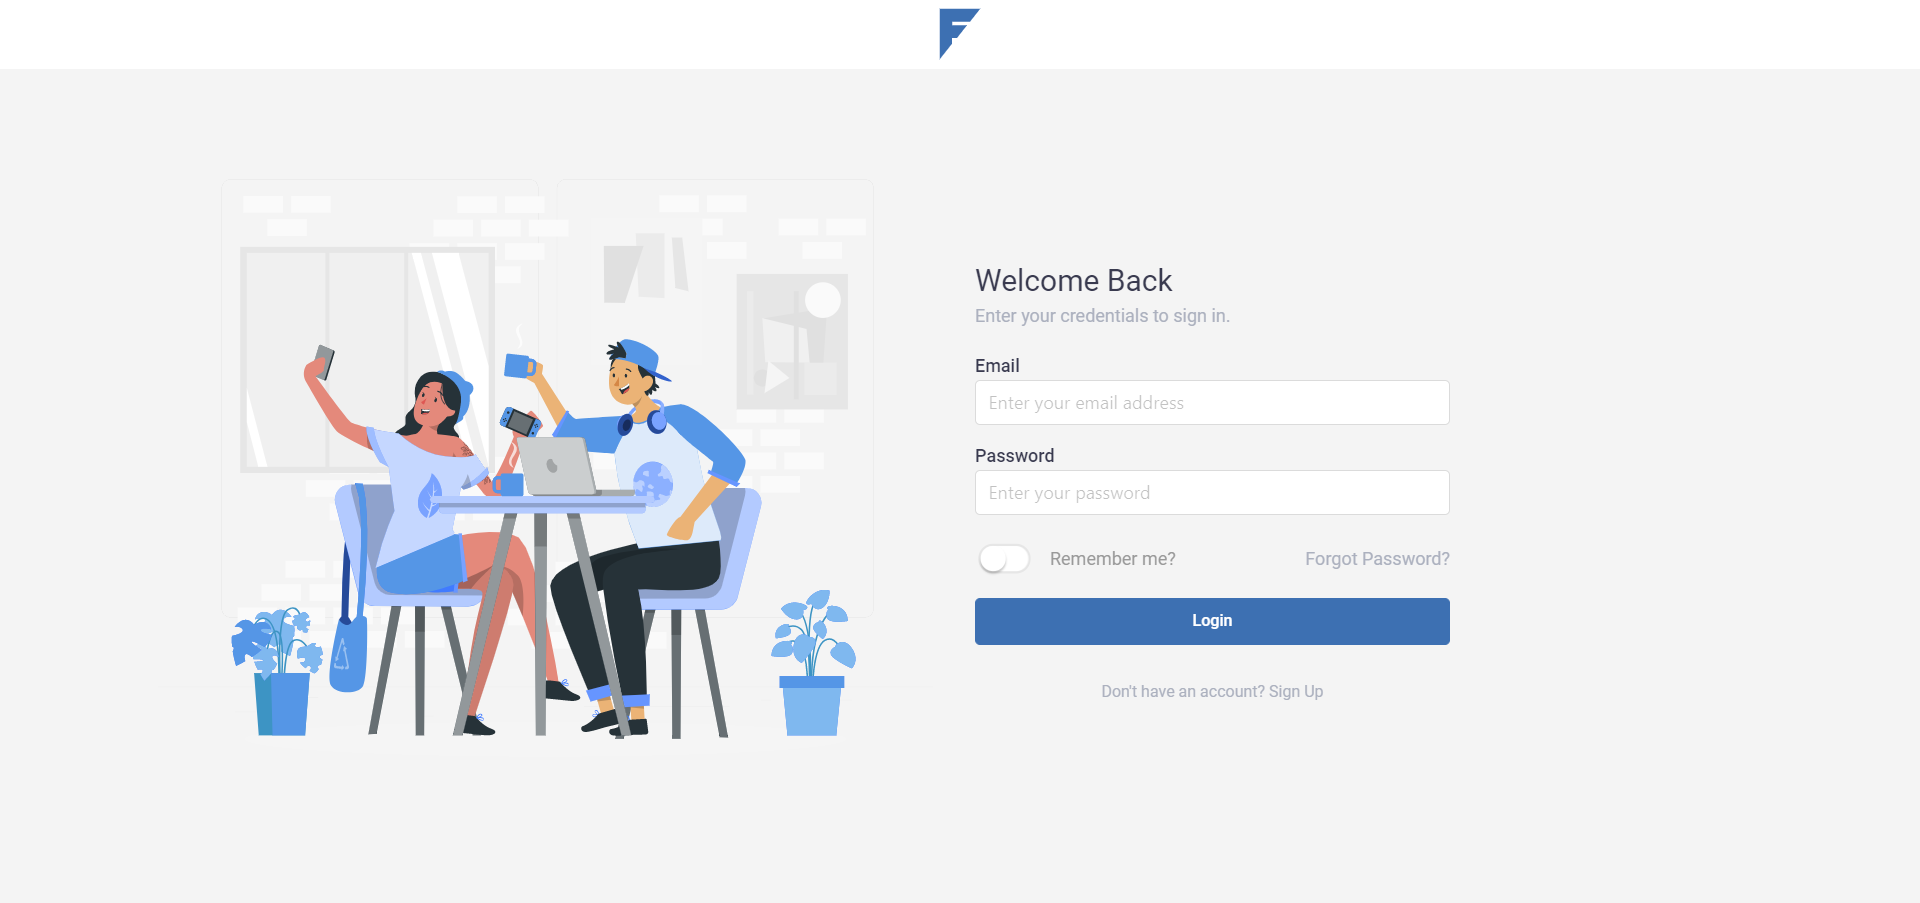 F
Welcome Back
Enter your credentials to sign in.
Email
Enter your email address
Password
Enter your password
Remember me? Forgot Password?
Login
Don't have an account? Sign Up